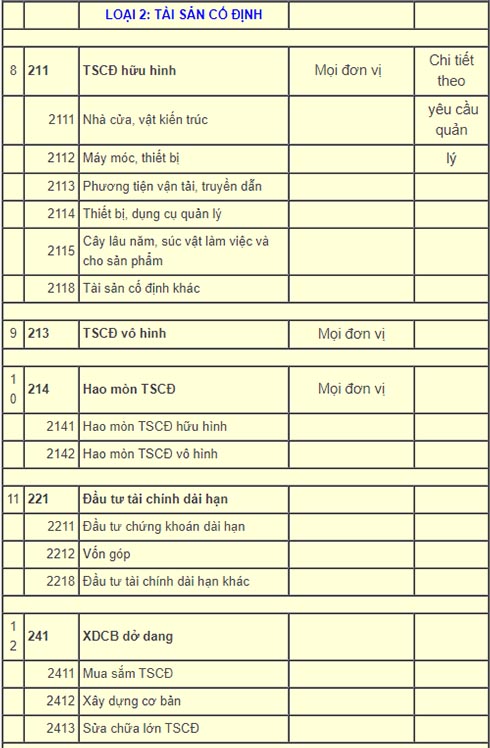 LOẠI 2: TÀI SẢN CỐ ĐỊNH
8 211 TSCĐ hữu hình Mọi đơn vị Chi tiết theo
2111 Nhà cửa, vật kiến trúc yêu cầu quản
2112 Máy móc, thiết bị lý
2113 Phương tiện vận tải, truyền dẫn
2114 Thiết bị, dụng cụ quản lý
2115 Cây lâu năm, súc vật làm việc và
cho sản phẩm
2118 Tài sản cố định khác
9 213 TSCĐ vô hình Mọi đơn vị
10 214 Hao mòn TSCĐ Mọi đơn vị
2141 Hao mòn TSCĐ hữu hình
2142 Hao mòn TSCĐ vô hình
11 221 Đầu tư tài chính dài hạn
2211 Đầu tư chứng khoán dài hạn
2212 Vốn góp
2218 Đầu tư tài chính dài hạn khác
12 241 XDCB dở dang
2411 Mua sắm TSCĐ
2412 Xây dựng cơ bản
2413 Sửa chữa lớn TSCĐ